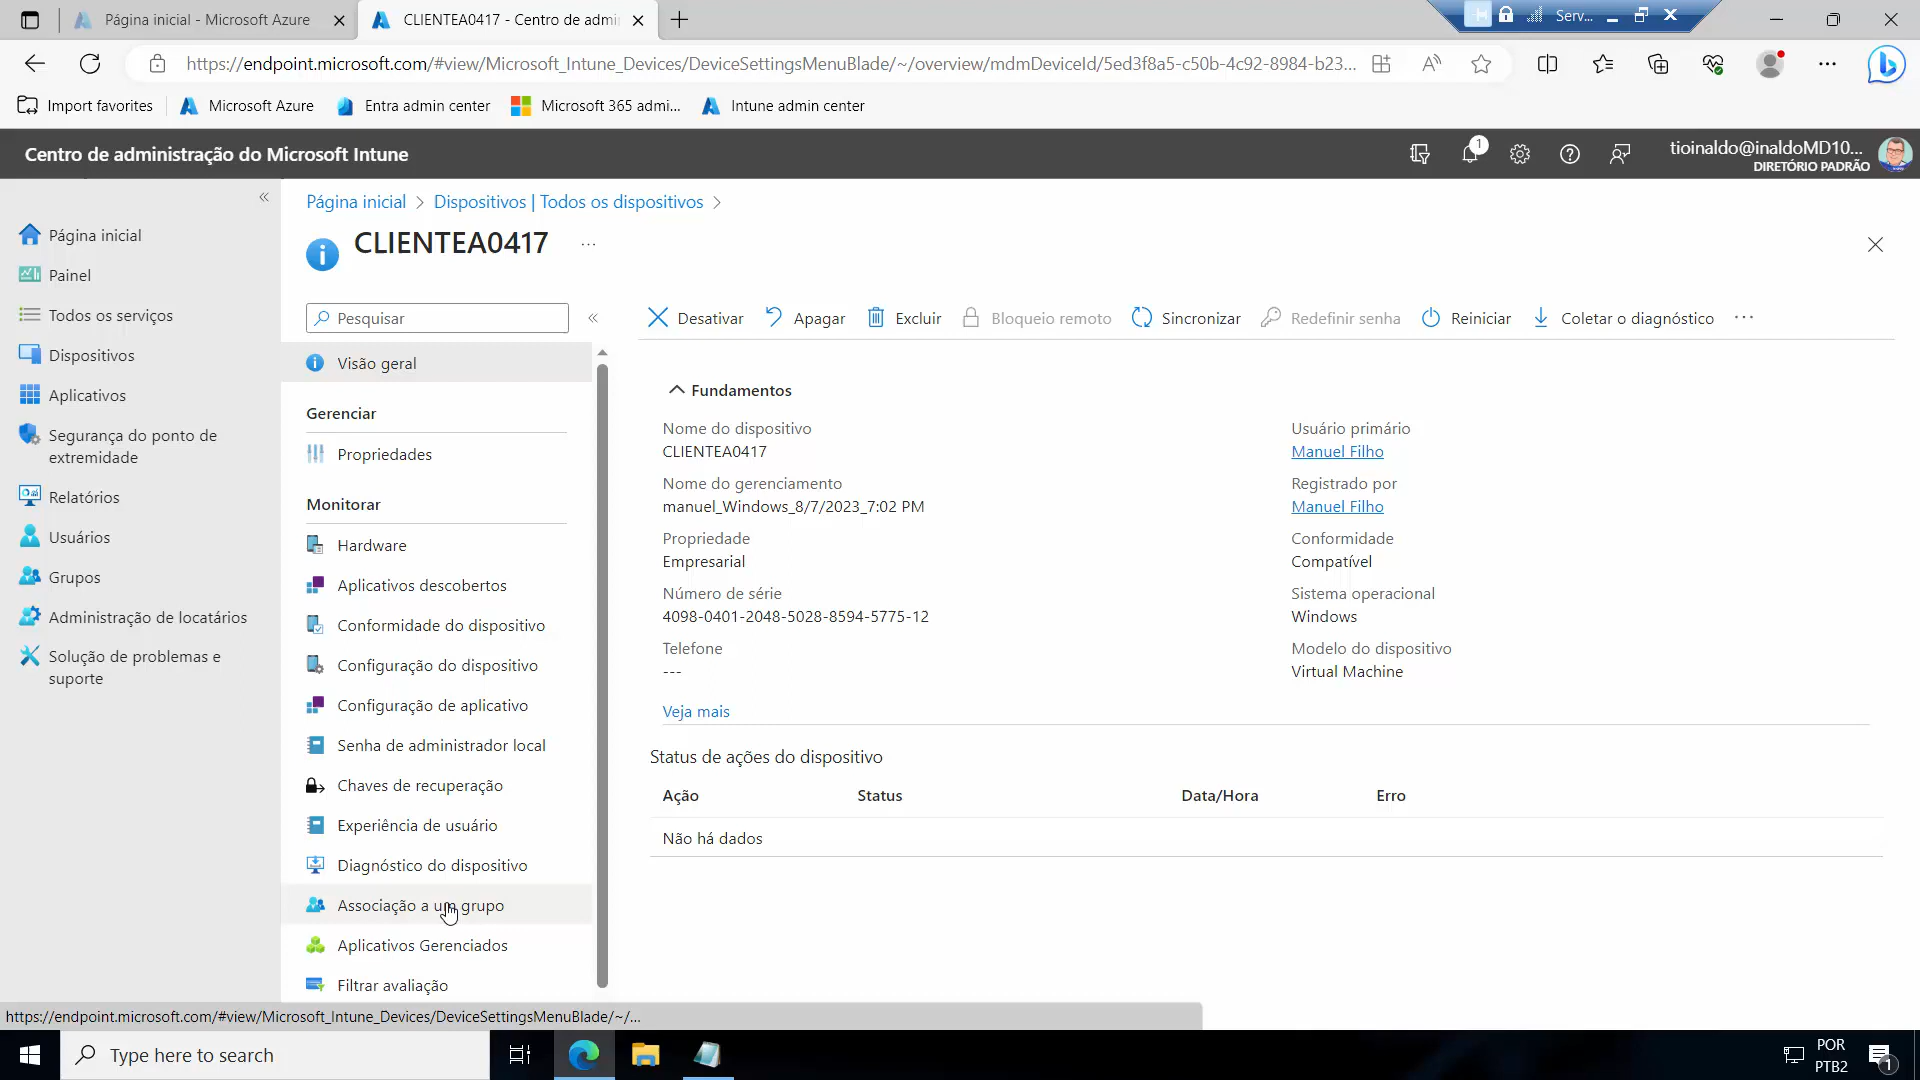 Página inicial - Microsoft Azure
CLIENTEA0417 - Centro de admi
Serv...
https://endpoint.microsoft.com/#view/Microsoft_Intune_Devices/DeviceSettingsMenuBlade/~/overview/mdmDeviceId/5ed3f8a5-c50b-4c92-8984-b23...
Import favorites
Microsoft Azure
Entra admin center
Microsoft 365 admi...
Intune admin center
Centro de administração do Microsoft Intune
1
tioinaldo@inaldoMD10...
DIRETÓRIO PADRÃO
Página inicial
Painel
Todos os serviços
Dispositivos
Aplicativos
Segurança do ponto de
extremidade
Relatórios
Usuários
Grupos
Administração de locatários
Solução de problemas e
suporte
Página inicial > Dispositivos | Todos os dispositivos >
CLIENTEA0417 ...
Pesquisar
Visão geral
Gerenciar
Propriedades
Monitorar
Hardware
Aplicativos descobertos
Conformidade do dispositivo
Configuração do dispositivo
Configuração de aplicativo
Senha de administrador local
Chaves de recuperação
Experiência de usuário
Diagnóstico do dispositivo
Associação a um grupo
Aplicativos Gerenciados
Filtrar avaliação
Desativar
Apagar
Excluir
Bloqueio remoto
Sincronizar
Redefinir senha
Reiniciar
Coletar o diagnóstico
...
Fundamentos
Nome do dispositivo
CLIENTEA0417
Nome do gerenciamento
manuel_Windows_8/7/2023_7:02 PM
Propriedade
Empresarial
Número de série
4098-0401-2048-5028-8594-5775-12
Telefone
---
Usuário primário
Manuel Filho
Registrado por
Manuel Filho
Conformidade
Compatível
Sistema operacional
Windows
Modelo do dispositivo
Virtual Machine
Veja mais
Status de ações do dispositivo
Ação Status Data/Hora Erro
Não há dados
https://endpoint.microsoft.com/#view/Microsoft_Intune_Devices/DeviceSettingsMenuBlade/~/...
Type here to search
POR
PTB2
1